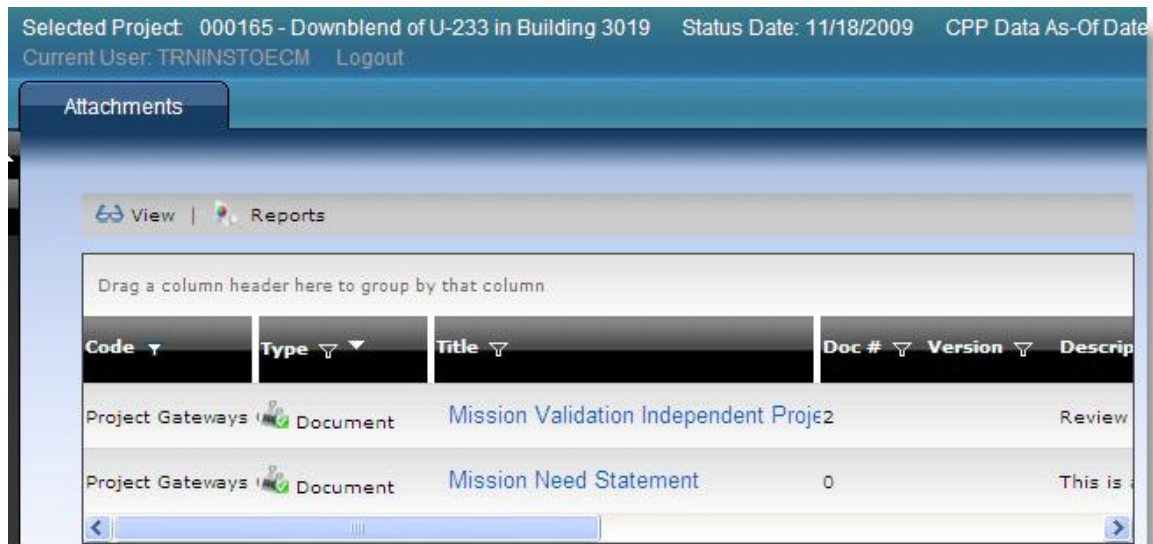 Selected Project: 000165 - Downblend of U-233 in Building 3019 Status Date: 11/18/2009 CPP Data As-Of Date
Current User: TRNINSTOECM Logout
Attachments
View | Reports
Drag a column header here to group by that column
Code Type Title Doc # Version Descrip
Project Gateways Document Mission Validation Independent Proje 2 Review
Project Gateways Document Mission Need Statement 0 This is